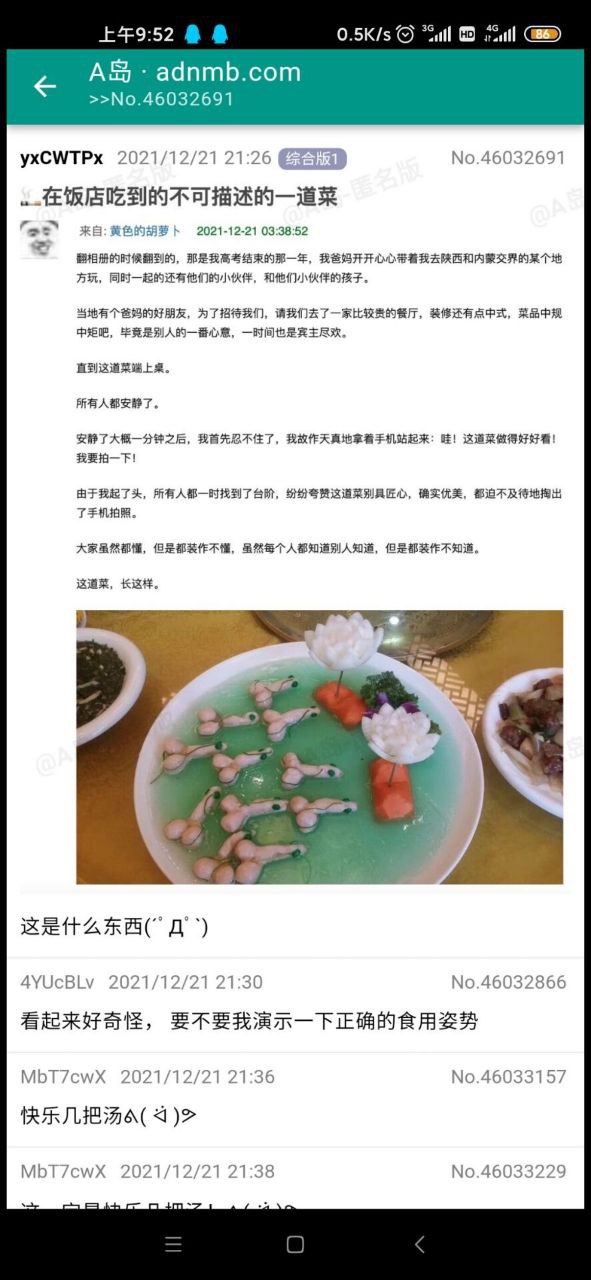 上午9:52
0.5K/s
3G
HD
4G
86
A岛 · adnmb.com
>>No.46032691
yxCWTPx 2021/12/21 21:26 综合版1 No.46032691
🚬在饭店吃到的不可描述的一道菜
来自: 黄色的胡萝卜 2021-12-21 03:38:52
翻相册的时候翻到的，那是我高考结束的那一年，我爸妈开开心心带着我去陕西和内蒙交界的某个地
方玩，同时一起的还有他们的小伙伴，和他们小伙伴的孩子。
当地有个爸妈的好朋友，为了招待我们，请我们去了一家比较贵的餐厅，装修还有点中式，菜品中规
中矩吧，毕竟是别人的一番心意，一时间也是宾主尽欢。
直到这道菜端上桌。
所有人都安静了。
安静了大概一分钟之后，我首先忍不住了，我故作天真地拿着手机站起来：哇！这道菜做得好好看！
我要拍一下！
由于我起了头，所有人都一时找到了台阶，纷纷夸赞这道菜别具匠心，确实优美，都迫不及待地掏出
了手机拍照。
大家虽然都懂，但是都装作不懂，虽然每个人都知道别人知道，但是都装作不知道。
这道菜，长这样。
这是什么东西(´ﾟДﾟ`)
4YUcBLv 2021/12/21 21:30 No.46032866
看起来好奇怪， 要不要我演示一下正确的食用姿势
MbT7cwX 2021/12/21 21:36 No.46033157
快乐几把汤ᕕ( ᐛ )ᕗ
MbT7cwX 2021/12/21 21:38 No.46033229